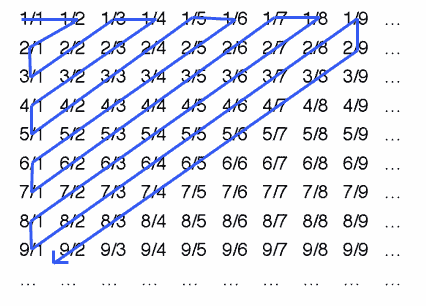 1/1 1/2 1/3 1/4 1/5 1/6 1/7 1/8 1/9 ...
2/1 2/2 2/3 2/4 2/5 2/6 2/7 2/8 2/9 ...
3/1 3/2 3/3 3/4 3/5 3/6 3/7 3/8 3/9 ...
4/1 4/2 4/3 4/4 4/5 4/6 4/7 4/8 4/9 ...
5/1 5/2 5/3 5/4 5/5 5/6 5/7 5/8 5/9 ...
6/1 6/2 6/3 6/4 6/5 6/6 6/7 6/8 6/9 ...
7/1 7/2 7/3 7/4 7/5 7/6 7/7 7/8 7/9 ...
8/1 8/2 8/3 8/4 8/5 8/6 8/7 8/8 8/9 ...
9/1 9/2 9/3 9/4 9/5 9/6 9/7 9/8 9/9 ...
... ... ... ... ... ... ... ... ... ...